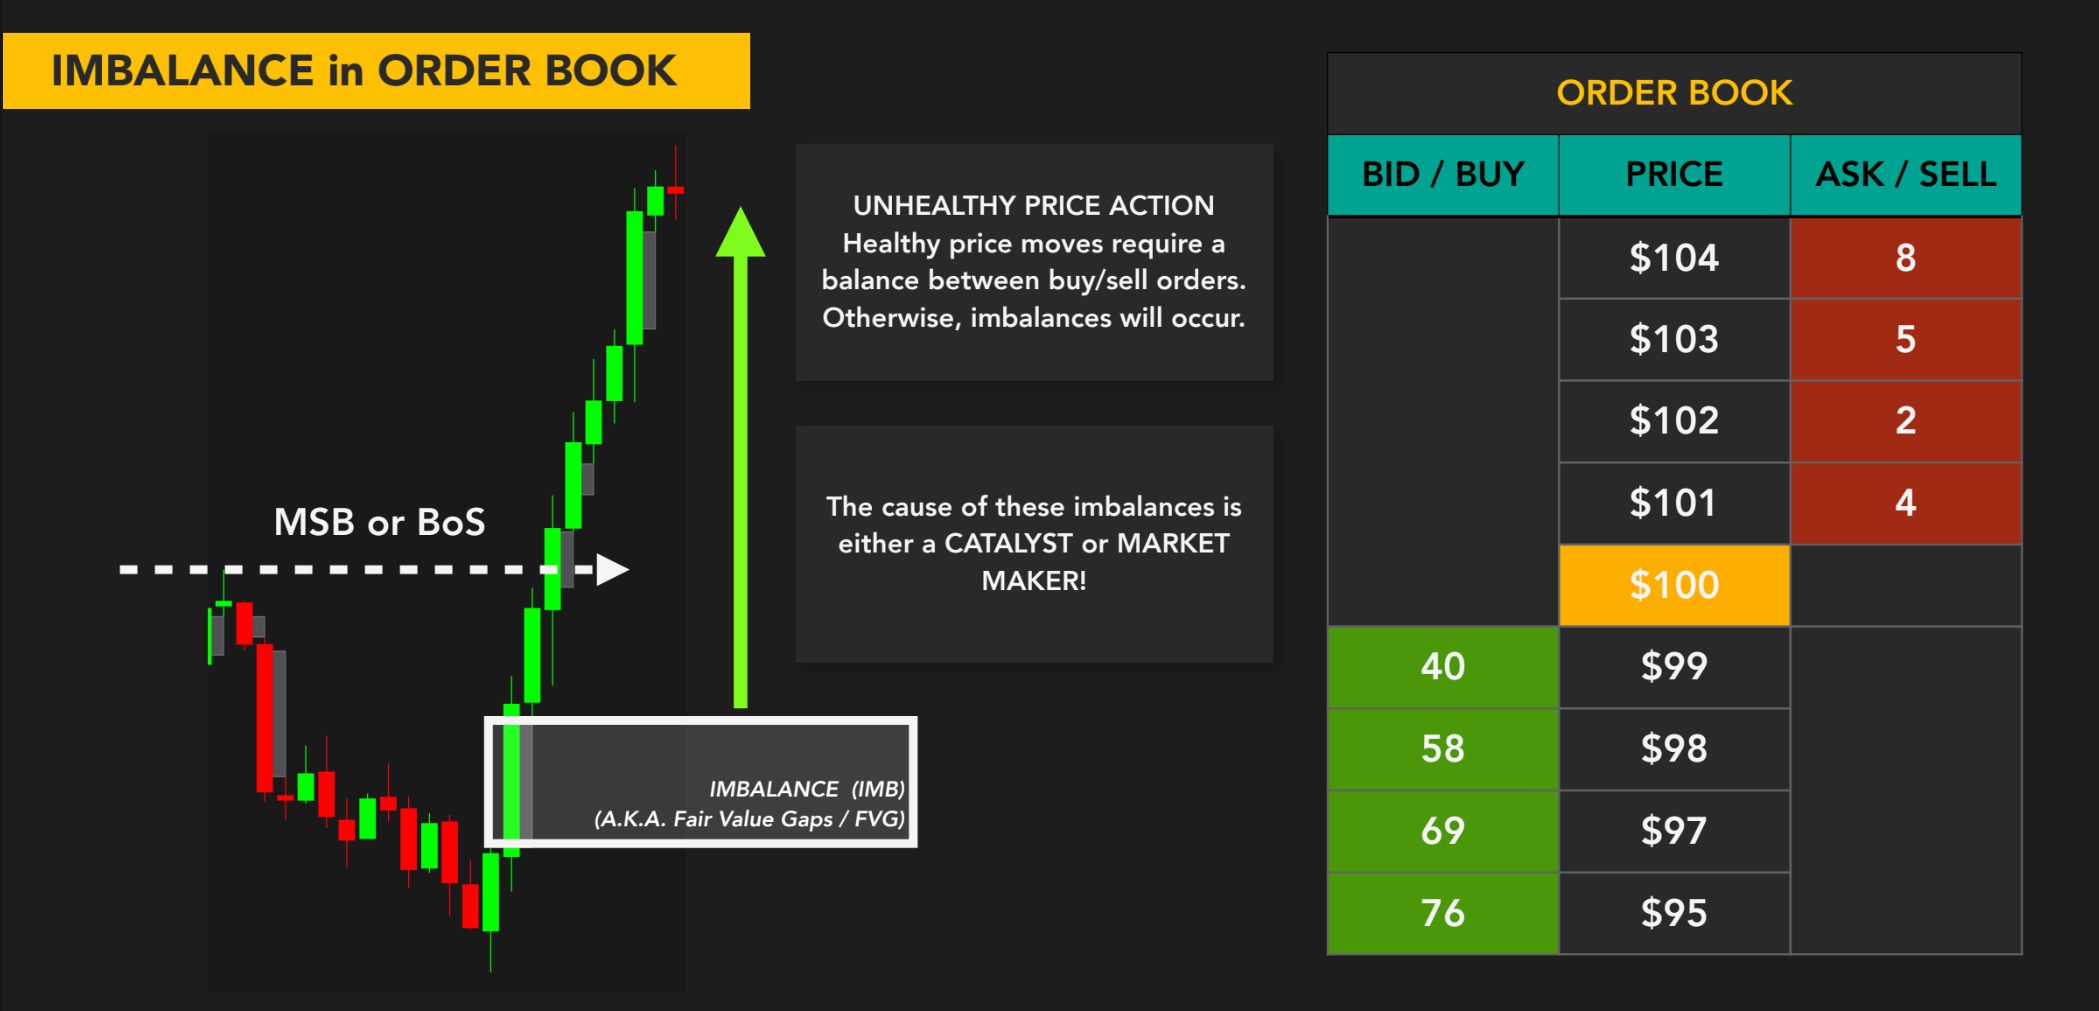 IMBALANCE in ORDER BOOK
MSB or BoS
IMBALANCE (IMB)
(A.K.A. Fair Value Gaps / FVG)
UNHEALTHY PRICE ACTION
Healthy price moves require a
balance between buy/sell orders.
Otherwise, imbalances will occur.
The cause of these imbalances is
either a CATALYST or MARKET
MAKER!
ORDER BOOK
BID / BUY PRICE ASK / SELL
$104 8
$103 5
$102 2
$101 4
$100
40 $99
58 $98
69 $97
76 $95